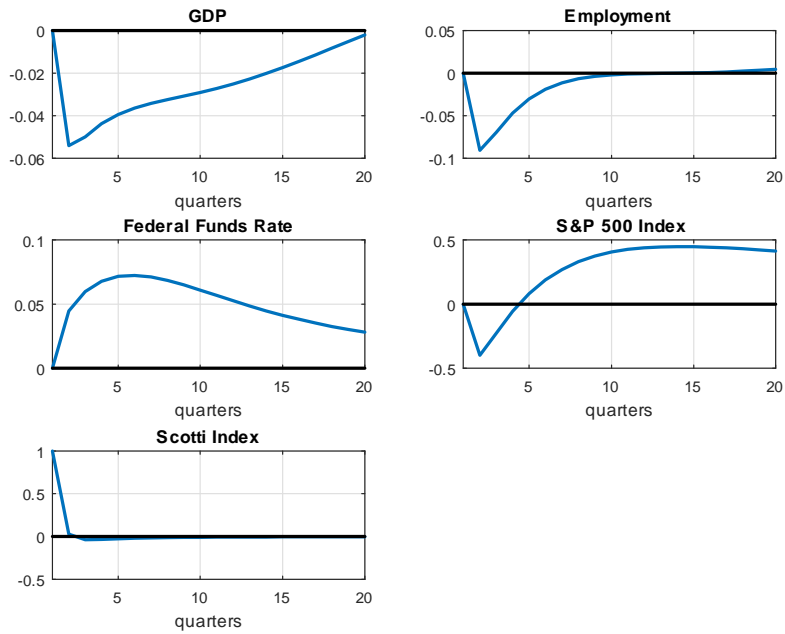 GDP
0
-0.02
-0.04
-0.06
5 10 15 20
quarters
Employment
0.05
0
-0.05
-0.1
5 10 15 20
quarters
Federal Funds Rate
0.1
0.05
0
5 10 15 20
quarters
S&P 500 Index
0.5
0
-0.5
5 10 15 20
quarters
Scotti Index
1
0.5
0
-0.5
5 10 15 20
quarters